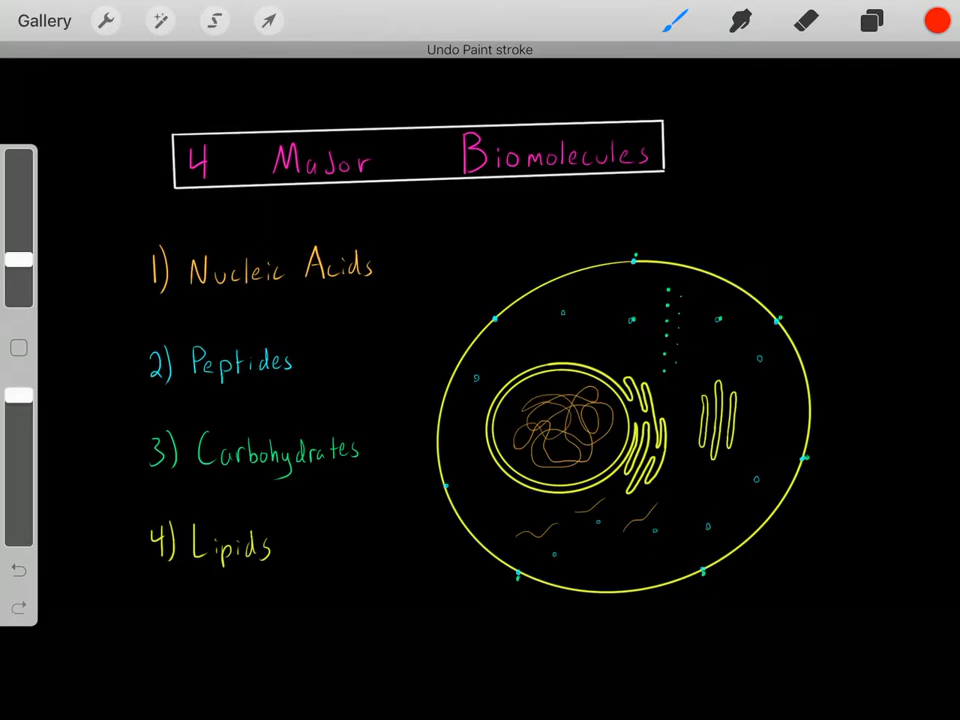 Gallery
Undo Paint stroke
4 Major Biomolecules
1) Nucleic Acids
2) Peptides
3) Carbohydrates
4) Lipids